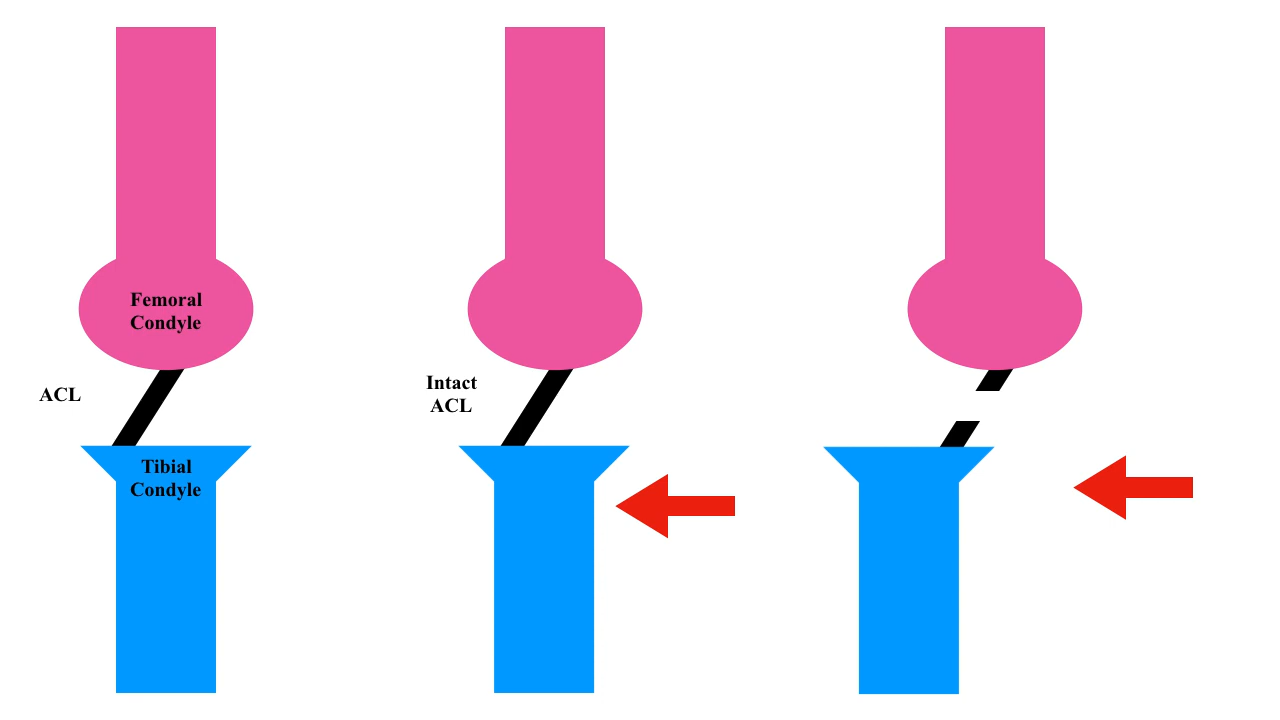 Femoral
Condyle
ACL
Tibial
Condyle
Intact
ACL